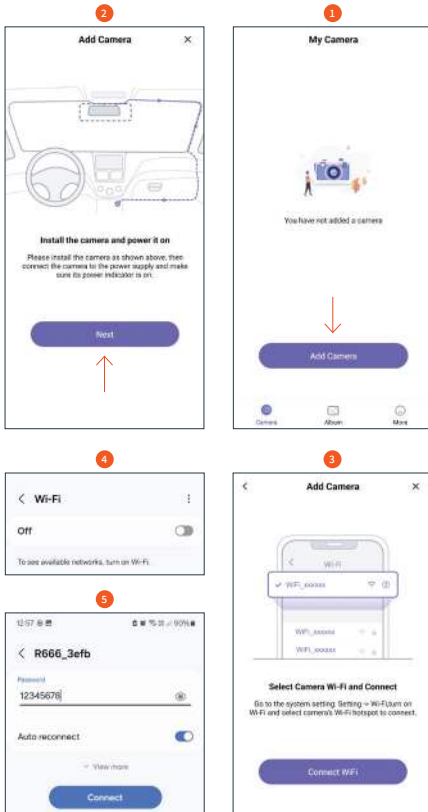 2
Add Camera
×
Install the camera and power it on
Please install the camera as shown above, then
connect the camera to the power supply and make
sure its power indicator is on.
Next
1
My Camera
You have not added a camera
Add Camera
Camera
Album
More
4
Wi-Fi
Off
To see available networks, turn on Wi-Fi.
5
12:57
90%
R666_3efb
Password
12345678
Auto reconnect
View more
Connect
3
Add Camera
×
Wi-Fi
WiFi_xxxxxx
WiFi_xxxxxx
WiFi_xxxxxx
Select Camera Wi-Fi and Connect
Go to the system setting: Setting → Wi-Fi,turn on
Wi-Fi and select camera's Wi-Fi hotspot to connect.
Connect WiFi